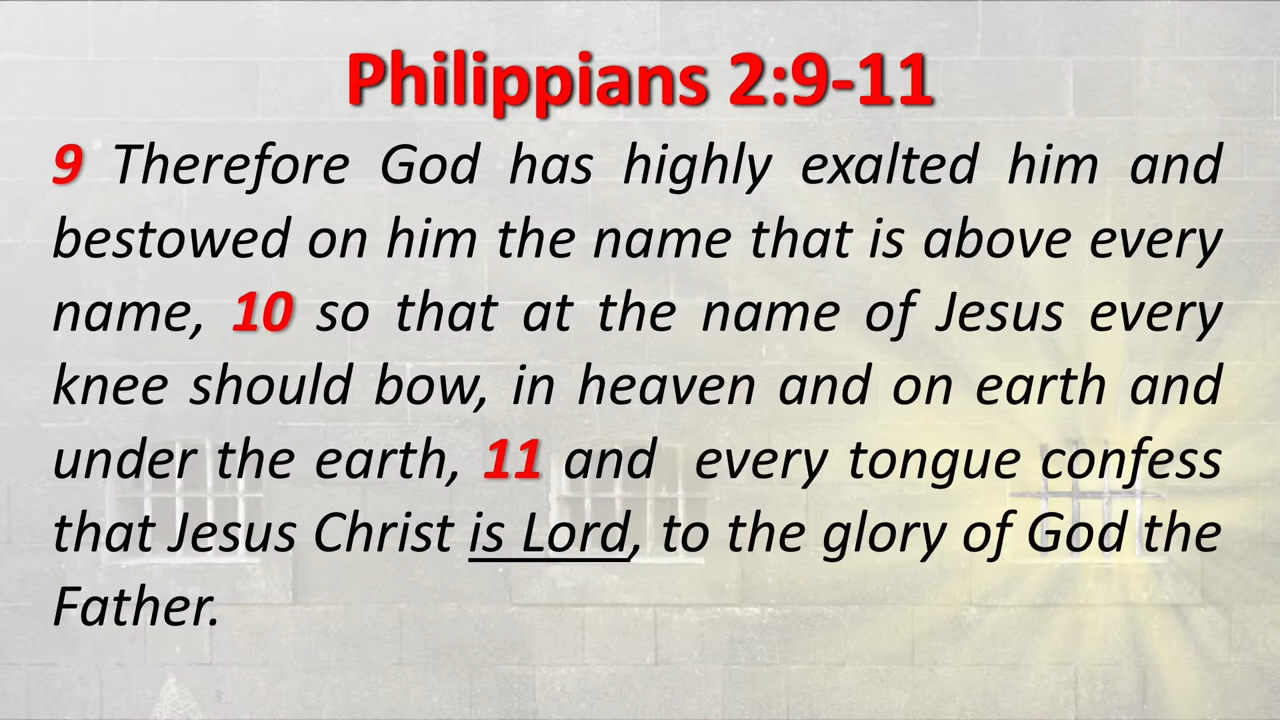 Philippians 2:9-11
9 Therefore God has highly exalted him and
bestowed on him the name that is above every
name, 10 so that at the name of Jesus every
knee should bow, in heaven and on earth and
under the earth, 11 and  every tongue confess
that Jesus Christ is Lord, to the glory of God the
Father.